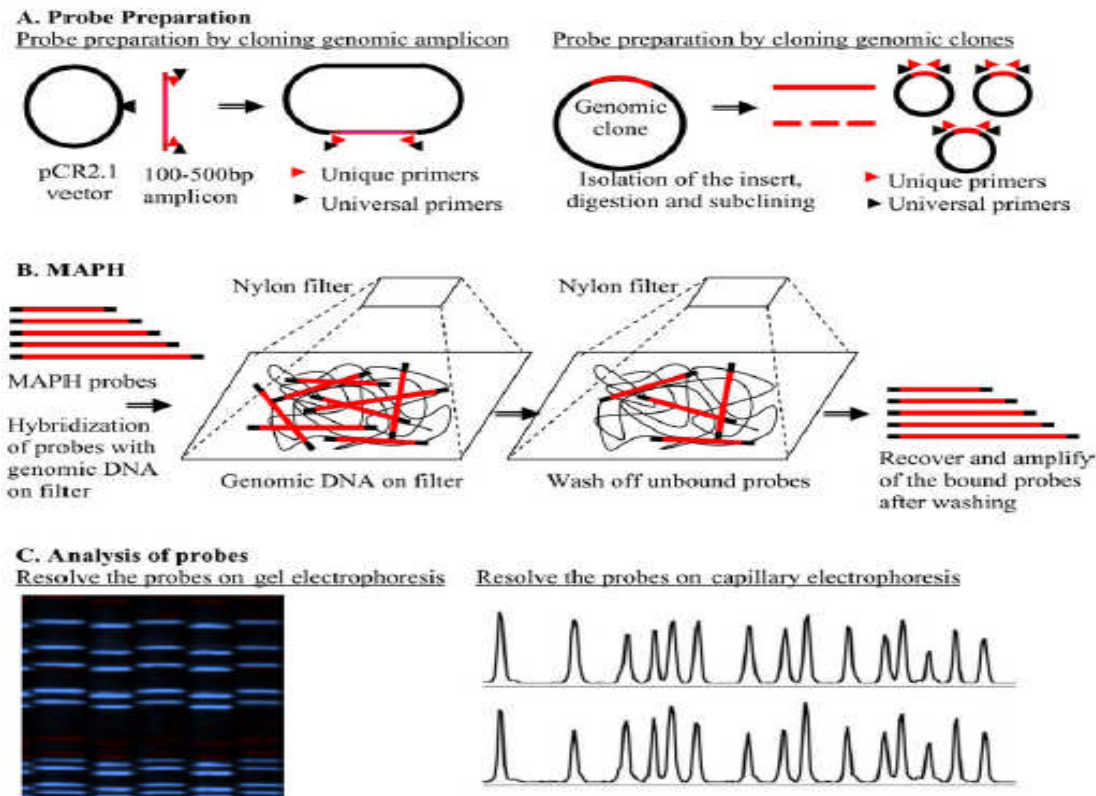 A. Probe Preparation
Probe preparation by cloning genomic amplicon
Probe preparation by cloning genomic clones
pCR2.1
vector
100-500bp
amplicon
Unique primers
Universal primers
Genomic
clone
Isolation of the insert,
digestion and subclining
Unique primers
Universal primers
B. MAPH
Nylon filter
Nylon filter
MAPH probes
Hybridization
of probes with
genomic DNA
on filter
Genomic DNA on filter
Wash off unbound probes
Recover and amplify
of the bound probes
after washing
C. Analysis of probes
Resolve the probes on gel electrophoresis
Resolve the probes on capillary electrophoresis